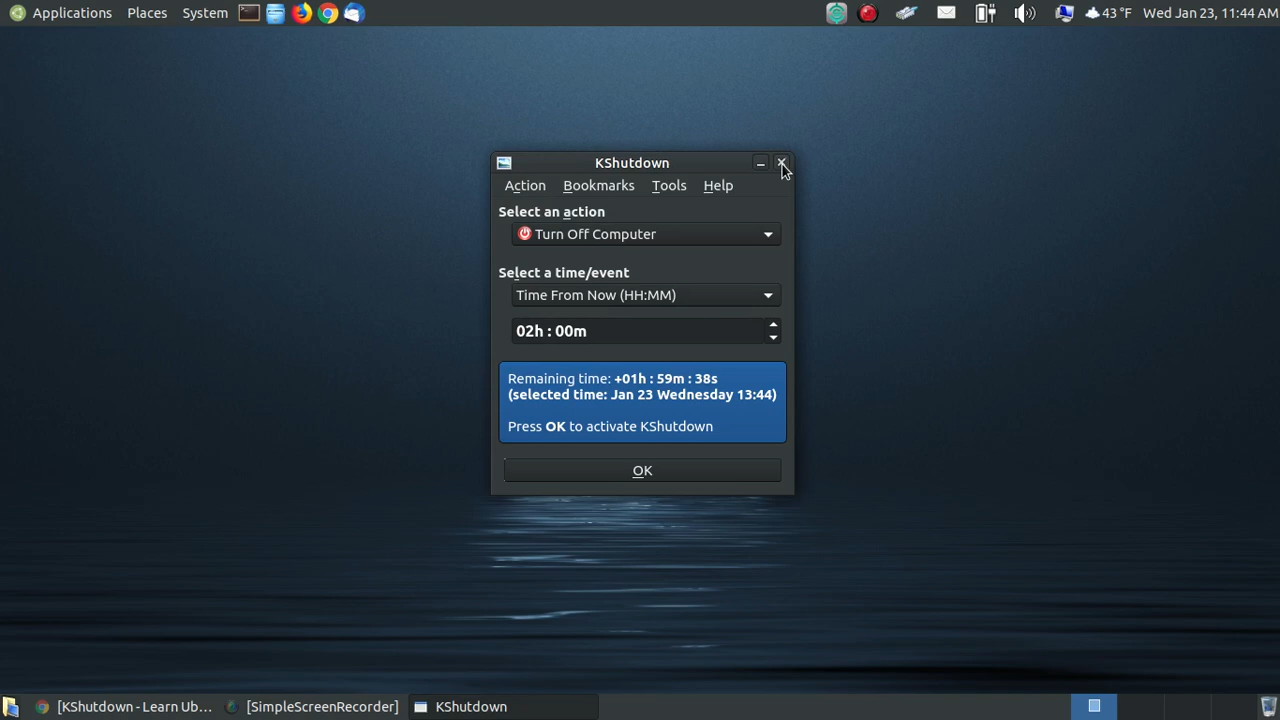 Applications Places System 43 °F Wed Jan 23, 11:44 AM
KShutdown
Action Bookmarks Tools Help
Select an action
Turn Off Computer
Select a time/event
Time From Now (HH:MM)
02h : 00m
Remaining time: +01h : 59m : 38s
(selected time: Jan 23 Wednesday 13:44)
Press OK to activate KShutdown
OK
[KShutdown - Learn Ub... [SimpleScreenRecorder] KShutdown